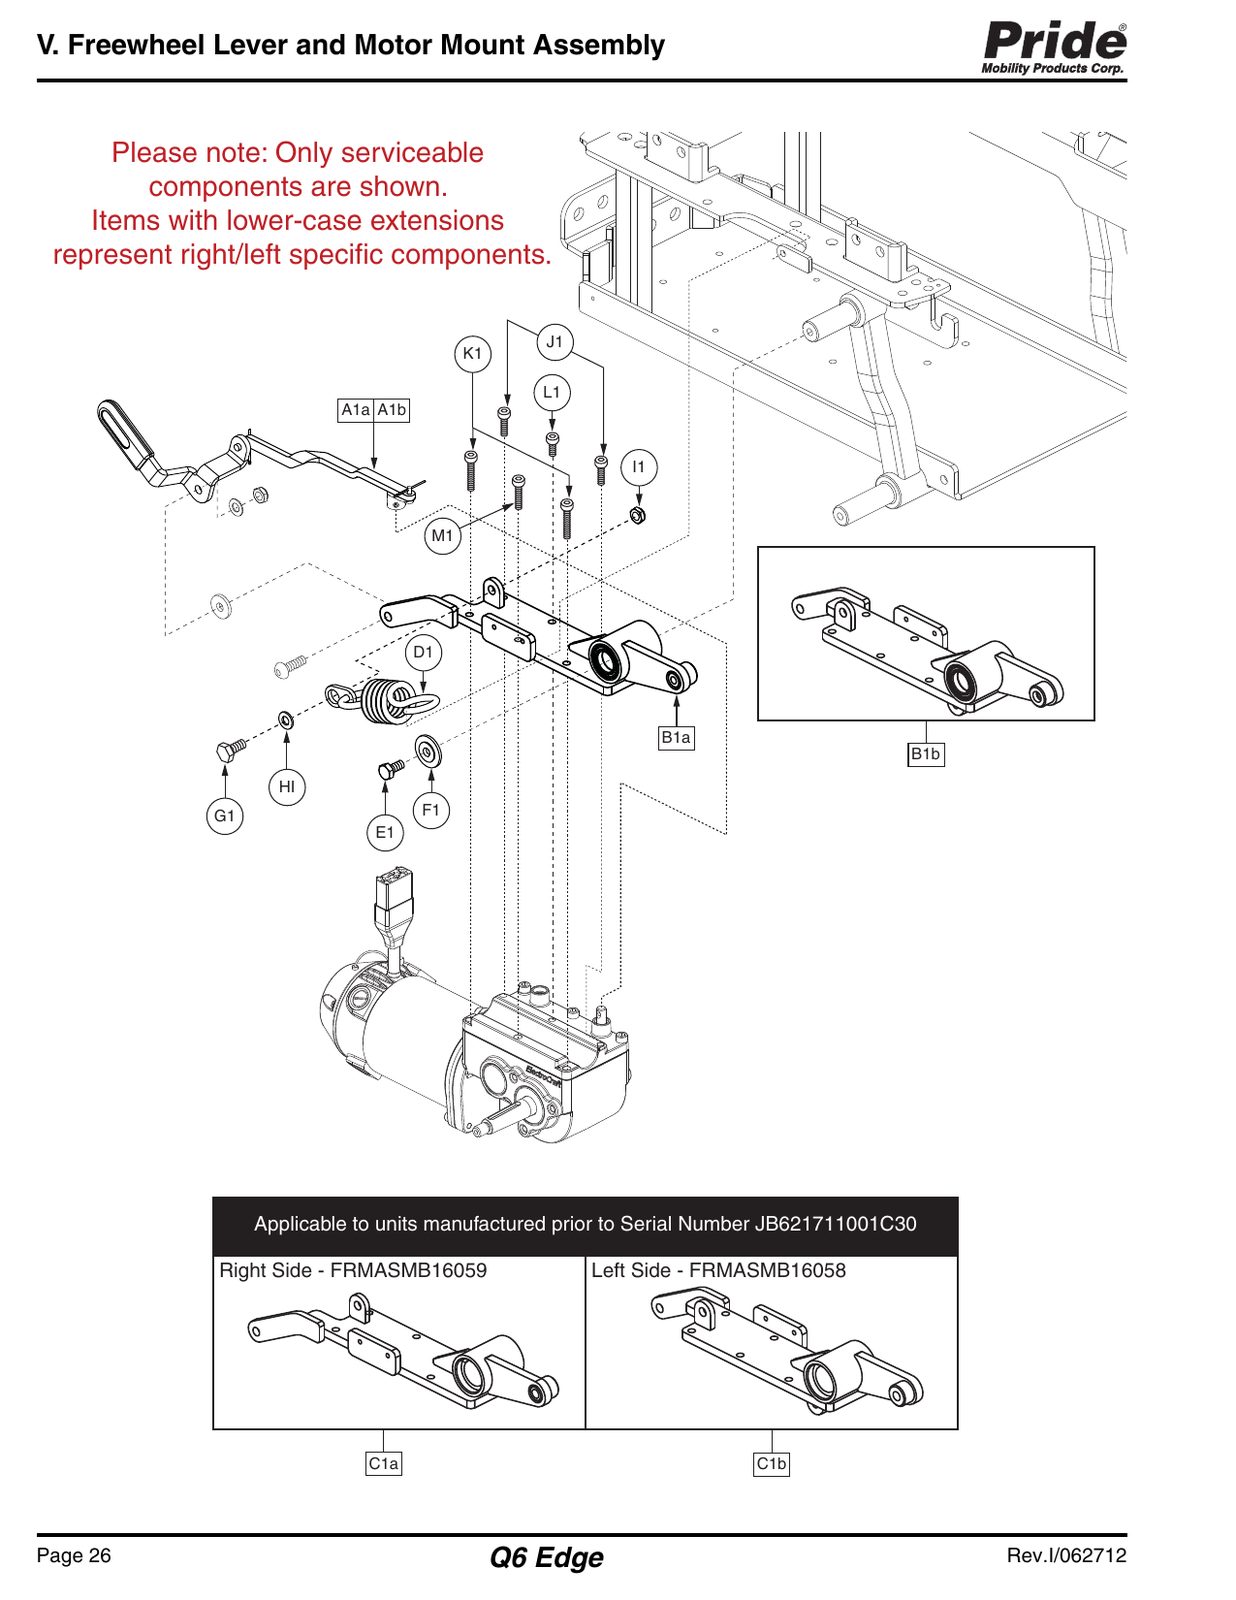 V. Freewheel Lever and Motor Mount Assembly
Pride®
Mobility Products Corp.
Please note: Only serviceable
components are shown.
Items with lower-case extensions
represent right/left specific components.
J1
K1
L1
A1a A1b
I1
M1
D1
B1a
B1b
HI
G1
F1
E1
ElectroCraft
Applicable to units manufactured prior to Serial Number JB621711001C30
Right Side - FRMASMB16059
Left Side - FRMASMB16058
C1a
C1b
Page 26
Q6 Edge
Rev.I/062712